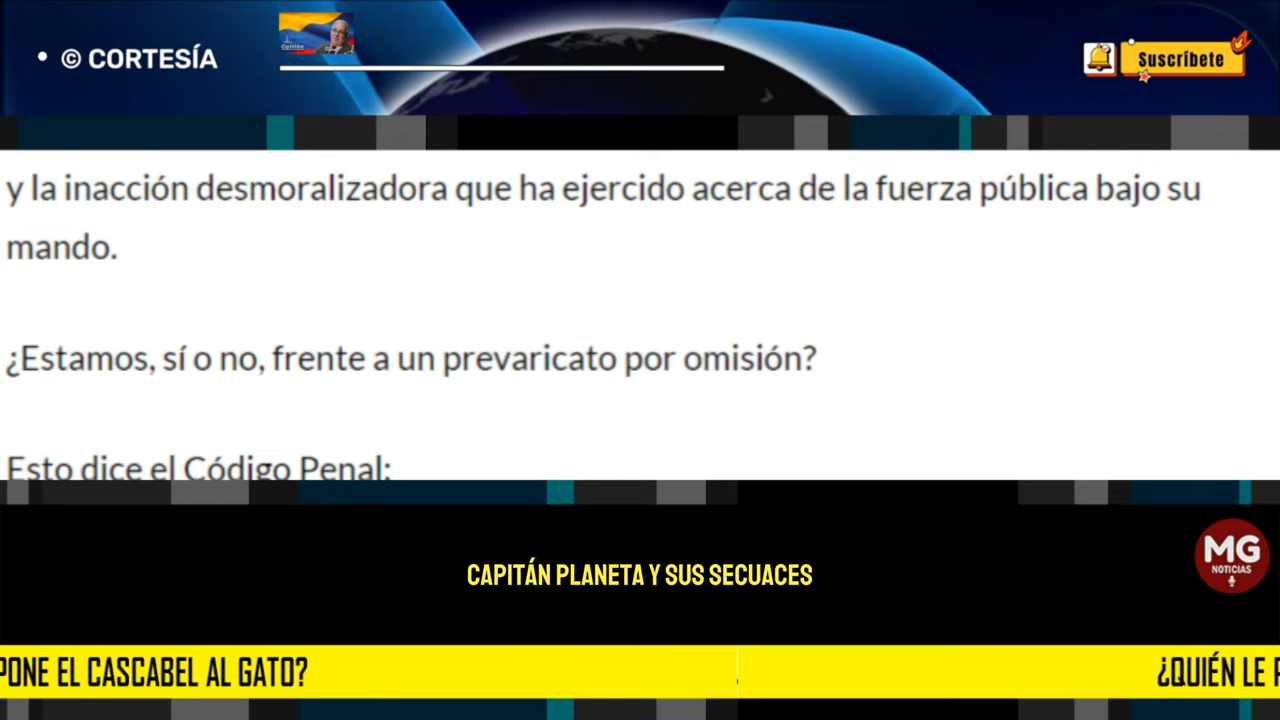 • © CORTESÍA
Opinión
Suscríbete
y la inacción desmoralizadora que ha ejercido acerca de la fuerza pública bajo su
mando.
¿Estamos, sí o no, frente a un prevaricato por omisión?
Esto dice el Código Penal:
CAPITÁN PLANETA Y SUS SECUACES
MG
NOTICIAS
PONE EL CASCABEL AL GATO?
¿QUIÉN LE P